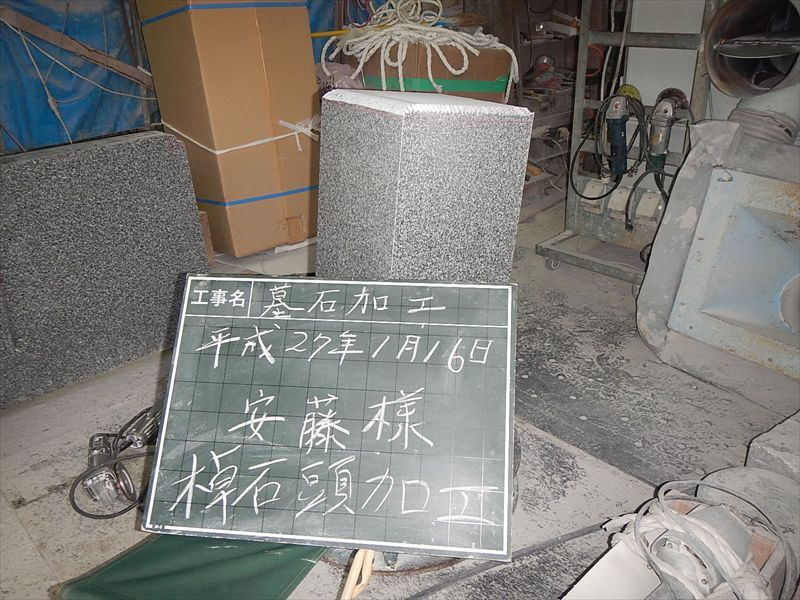 工事名 墓石加工
平成27年1月16日
安藤様
棹石頭加工